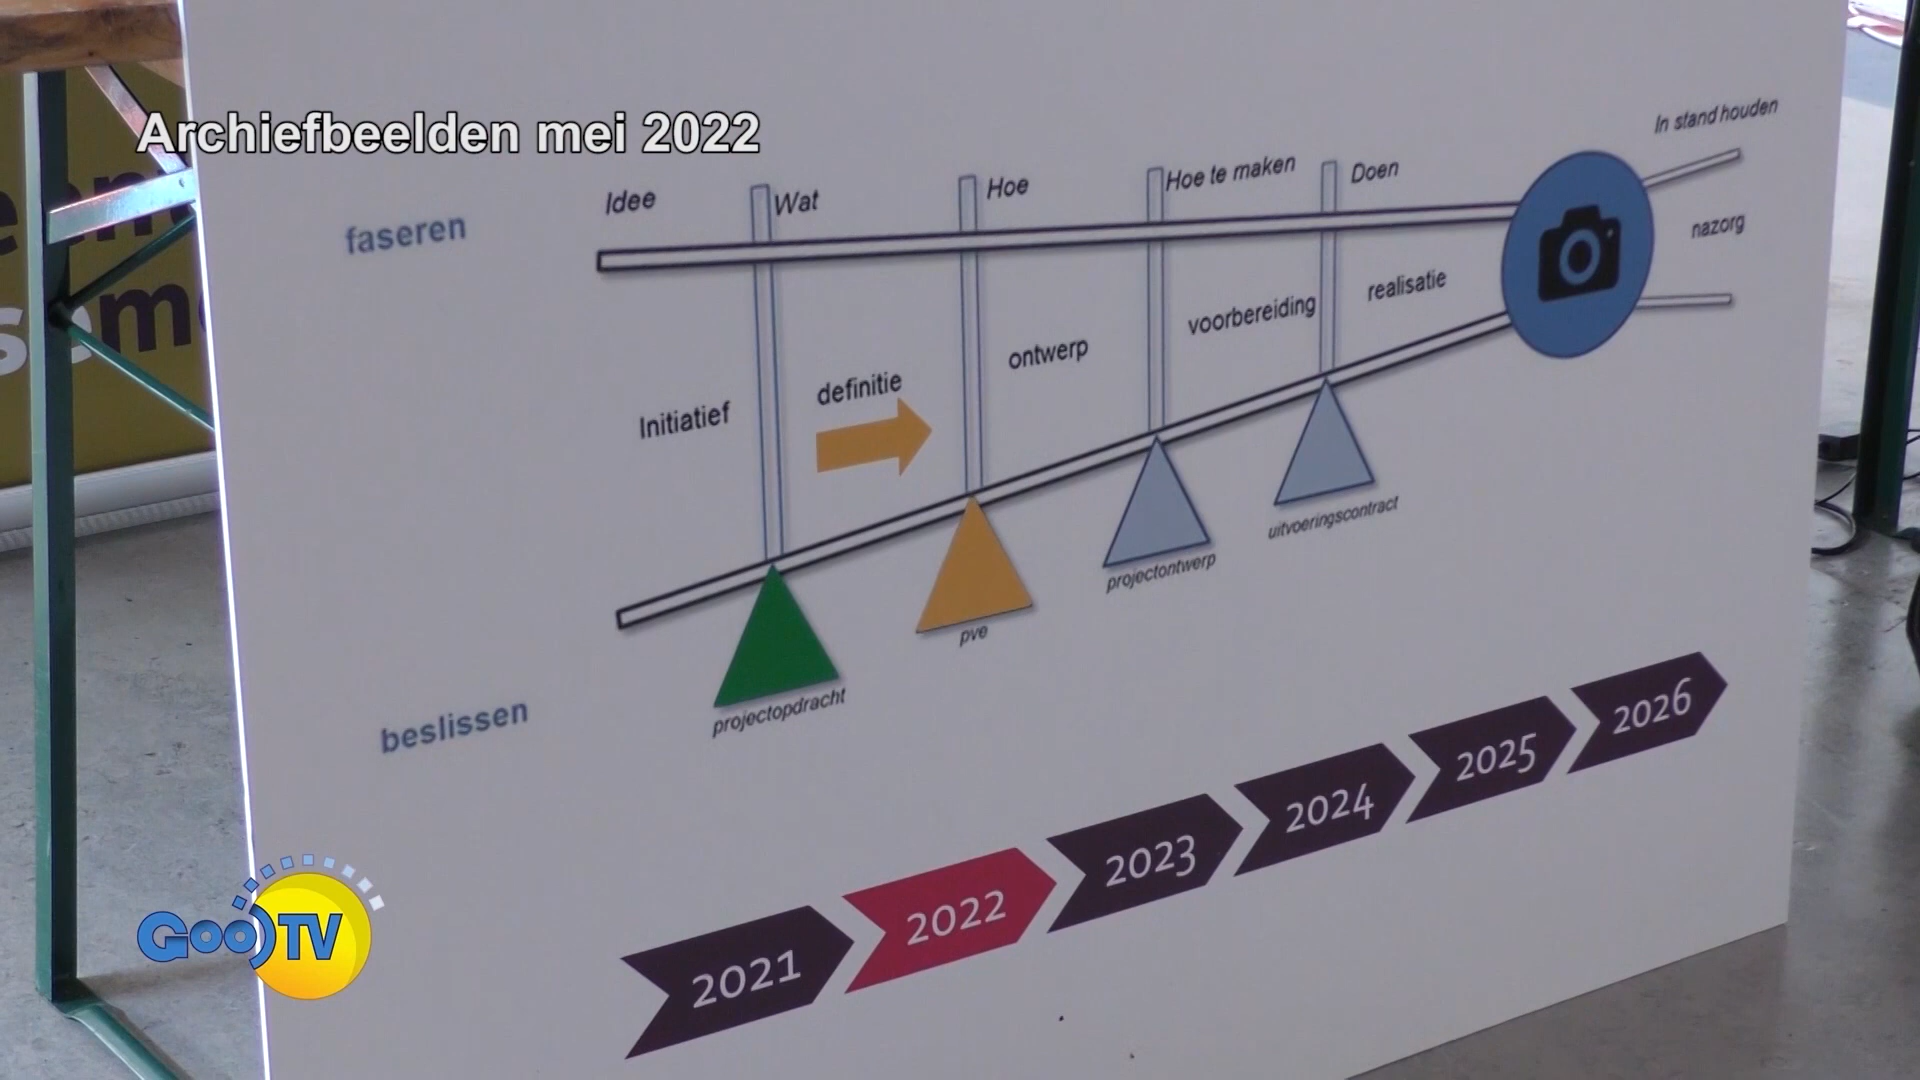 Archiefbeelden mei 2022
In stand houden
Idee
Wat
Hoe
Hoe te maken
Doen
faseren
nazorg
realisatie
voorbereiding
ontwerp
definitie
Initiatief
uitvoeringscontract
projectontwerp
pve
projectopdracht
beslissen
2021
2022
2023
2024
2025
2026
GooiTV